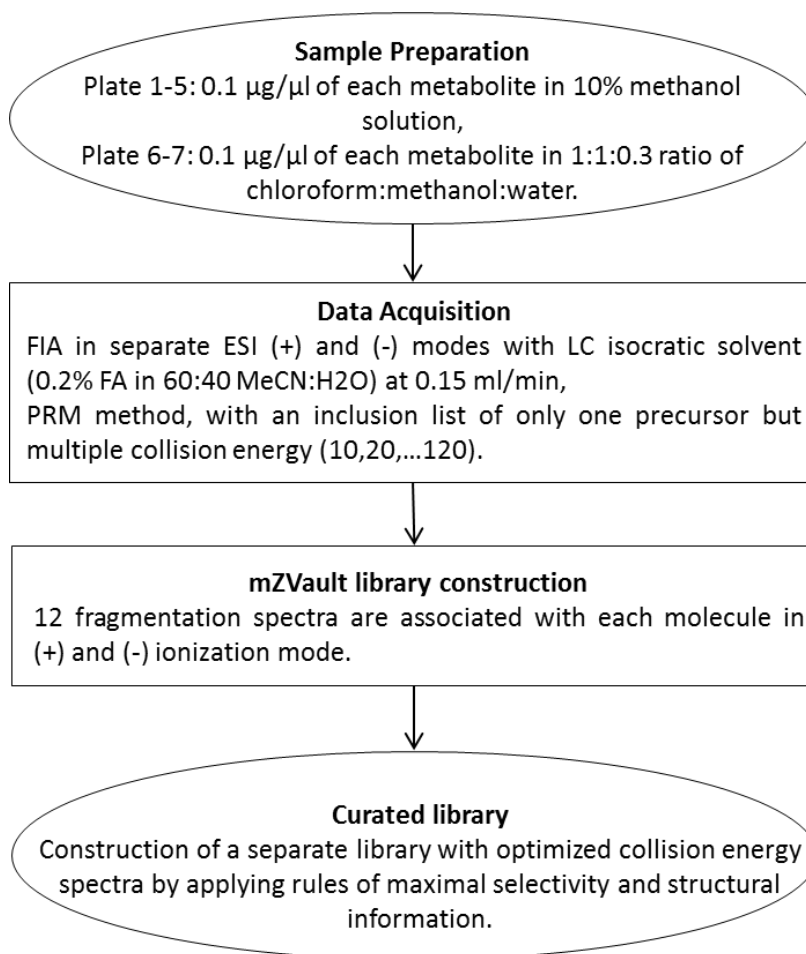 Sample Preparation
Plate 1-5: 0.1 µg/µl of each metabolite in 10% methanol
solution,
Plate 6-7: 0.1 µg/µl of each metabolite in 1:1:0.3 ratio of
chloroform:methanol:water.
Data Acquisition
FIA in separate ESI (+) and (-) modes with LC isocratic solvent
(0.2% FA in 60:40 MeCN:H2O) at 0.15 ml/min,
PRM method, with an inclusion list of only one precursor but
multiple collision energy (10,20,...120).
mZVault library construction
12 fragmentation spectra are associated with each molecule in
(+) and (-) ionization mode.
Curated library
Construction of a separate library with optimized collision energy
spectra by applying rules of maximal selectivity and structural
information.